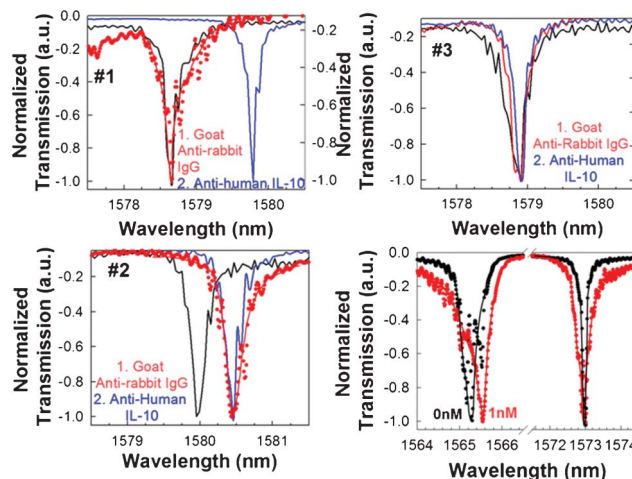 Normalized
Transmission (a.u.)
0.0
-0.2
-0.4
-0.6
-0.8
-1.0
#1
1. Goat
Anti-rabbit
IgG
2. Anti-human IL-10
-0.2
-0.4
-0.6
-0.8
-1.0
1578 1579 1580
Wavelength (nm)
Normalized
Transmission (a.u.)
-0.2
-0.4
-0.6
-0.8
-1.0
#3
1. Goat
Anti-Rabbit IgG
2. Anti-Human
IL-10
1578 1579 1580
Wavelength (nm)
Normalized
Transmission (a.u.)
-0.2
-0.4
-0.6
-0.8
-1.0
#2
1. Goat
Anti-rabbit IgG
2. Anti-Human
IL-10
1579 1580 1581
Wavelength (nm)
Normalized
Transmission (a.u.)
0.0
-0.2
-0.4
-0.6
-0.8
-1.0
0nM
1nM
1564 1565 1566 1572 1573 1574
Wavelength (nm)